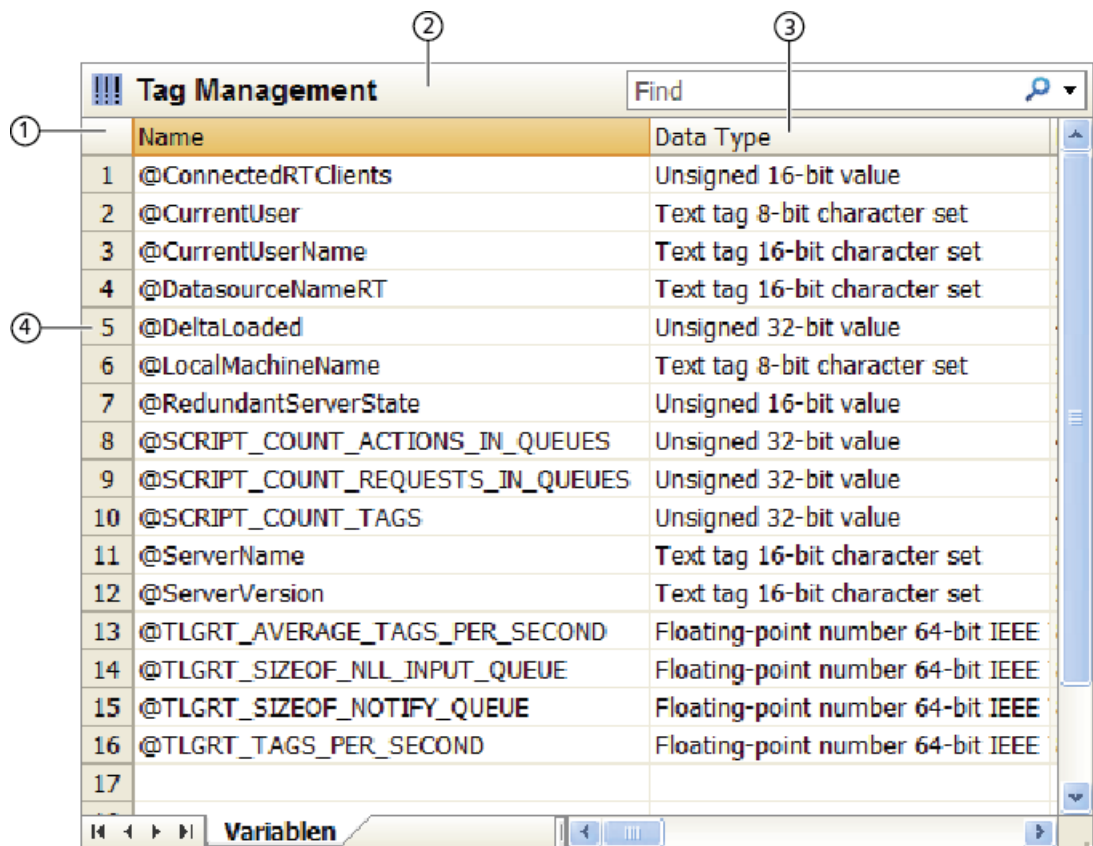 ② ③
Tag Management Find
① Name Data Type
1 @ConnectedRTClients Unsigned 16-bit value
2 @CurrentUser Text tag 8-bit character set
3 @CurrentUserName Text tag 16-bit character set
4 @DatasourceNameRT Text tag 16-bit character set
④ 5 @DeltaLoaded Unsigned 32-bit value
6 @LocalMachineName Text tag 8-bit character set
7 @RedundantServerState Unsigned 16-bit value
8 @SCRIPT_COUNT_ACTIONS_IN_QUEUES Unsigned 32-bit value
9 @SCRIPT_COUNT_REQUESTS_IN_QUEUES Unsigned 32-bit value
10 @SCRIPT_COUNT_TAGS Unsigned 32-bit value
11 @ServerName Text tag 16-bit character set
12 @ServerVersion Text tag 16-bit character set
13 @TLGRT_AVERAGE_TAGS_PER_SECOND Floating-point number 64-bit IEEE
14 @TLGRT_SIZEOF_NLL_INPUT_QUEUE Floating-point number 64-bit IEEE
15 @TLGRT_SIZEOF_NOTIFY_QUEUE Floating-point number 64-bit IEEE
16 @TLGRT_TAGS_PER_SECOND Floating-point number 64-bit IEEE
17
Variablen